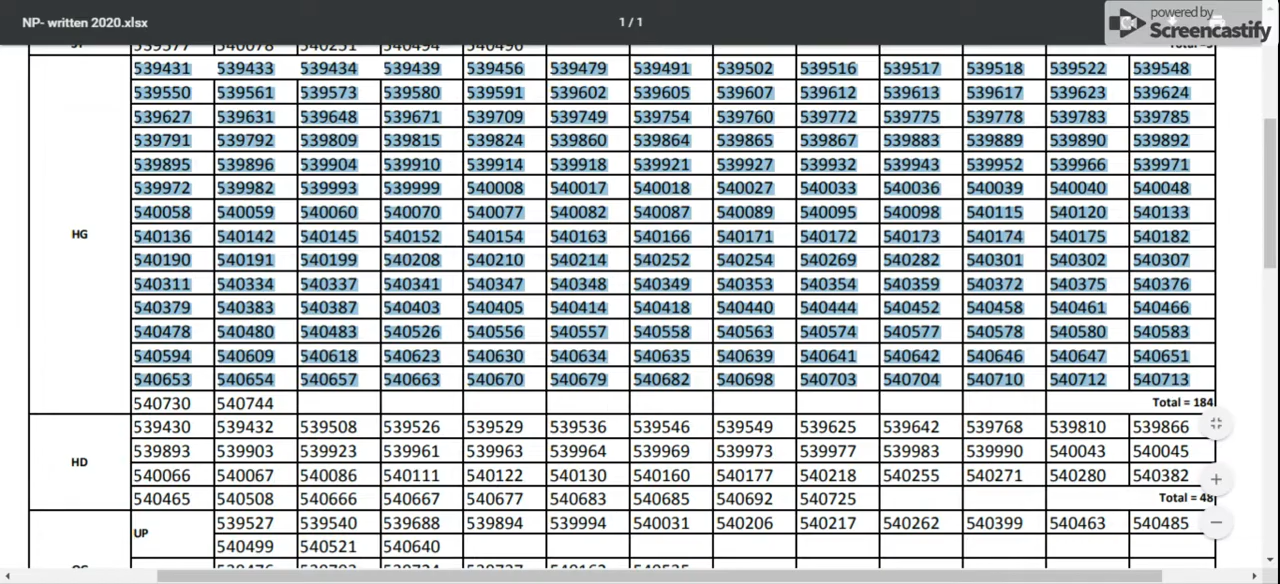 NP- written 2020.xlsx 1 / 1 powered by
Screencastify
539577 540078 540251 540494 540496
539431 539433 539434 539439 539456 539479 539491 539502 539516 539517 539518 539522 539548
539550 539561 539573 539580 539591 539602 539605 539607 539612 539613 539617 539623 539624
539627 539631 539648 539671 539709 539749 539754 539760 539772 539775 539778 539783 539785
539791 539792 539809 539815 539824 539860 539864 539865 539867 539883 539889 539890 539892
539895 539896 539904 539910 539914 539918 539921 539927 539932 539943 539952 539966 539971
539972 539982 539993 539999 540008 540017 540018 540027 540033 540036 540039 540040 540048
540058 540059 540060 540070 540077 540082 540087 540089 540095 540098 540115 540120 540133
HG 540136 540142 540145 540152 540154 540163 540166 540171 540172 540173 540174 540175 540182
540190 540191 540199 540208 540210 540214 540252 540254 540269 540282 540301 540302 540307
540311 540334 540337 540341 540347 540348 540349 540353 540354 540359 540372 540375 540376
540379 540383 540387 540403 540405 540414 540418 540440 540444 540452 540458 540461 540466
540478 540480 540483 540526 540556 540557 540558 540563 540574 540577 540578 540580 540583
540594 540609 540618 540623 540630 540634 540635 540639 540641 540642 540646 540647 540651
540653 540654 540657 540663 540670 540679 540682 540698 540703 540704 540710 540712 540713
540730 540744 Total = 184
539430 539432 539508 539526 539529 539536 539546 539549 539625 539642 539768 539810 539866
HD 539893 539903 539923 539961 539963 539964 539969 539973 539977 539983 539990 540043 540045
540066 540067 540086 540111 540122 540130 540160 540177 540218 540255 540271 540280 540382
540465 540508 540666 540667 540677 540683 540685 540692 540725 Total = 48
UP 539527 539540 539688 539894 539994 540031 540206 540217 540262 540399 540463 540485
540499 540521 540640